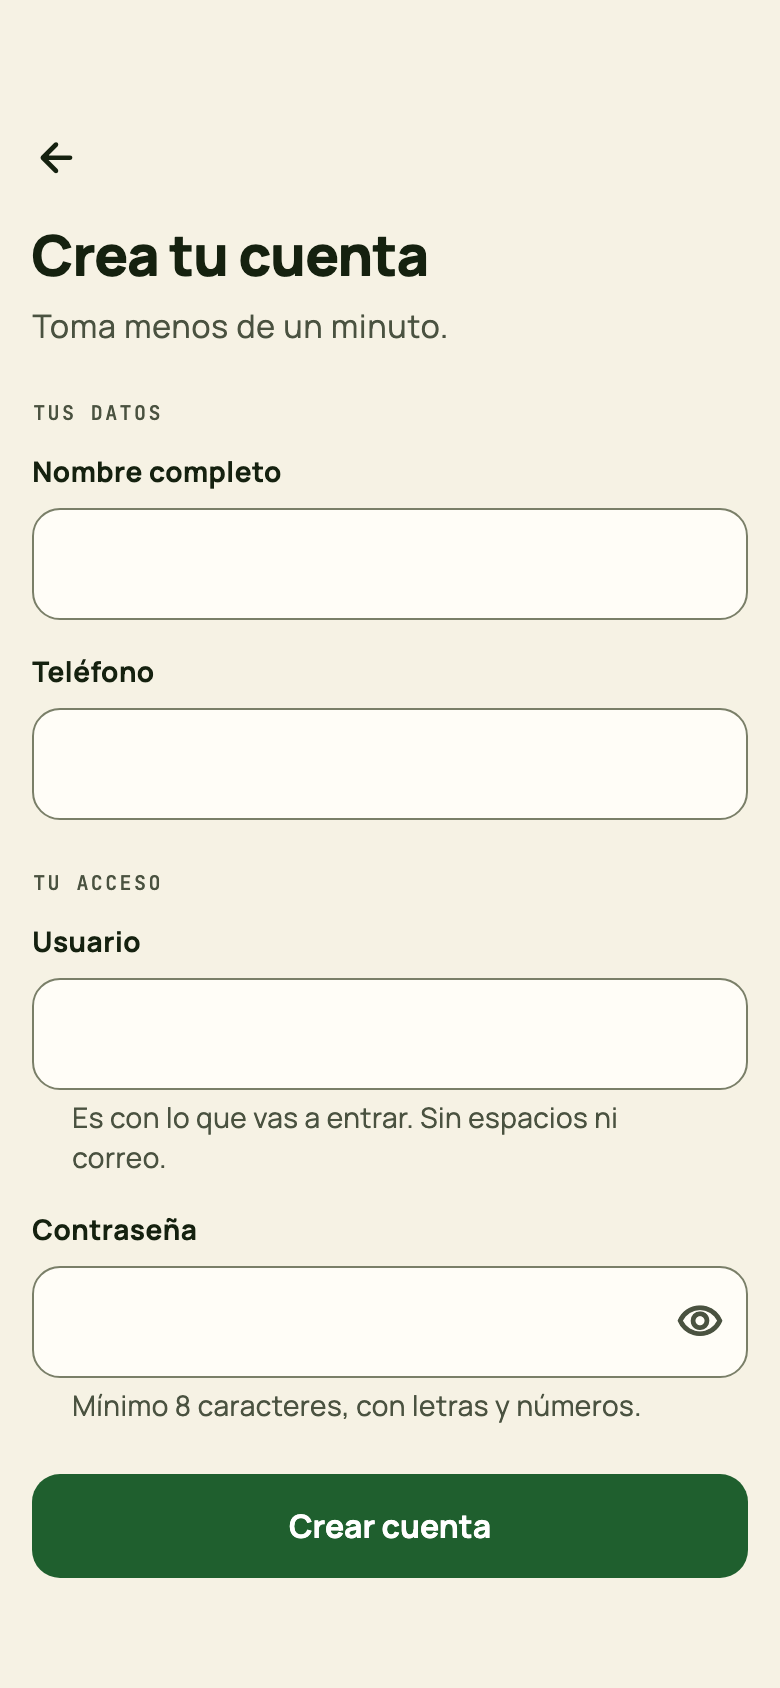 Crea tu cuenta
Toma menos de un minuto.
TUS DATOS
Nombre completo
Teléfono
TU ACCESO
Usuario
Es con lo que vas a entrar. Sin espacios ni
correo.
Contraseña
Mínimo 8 caracteres, con letras y números.
Crear cuenta